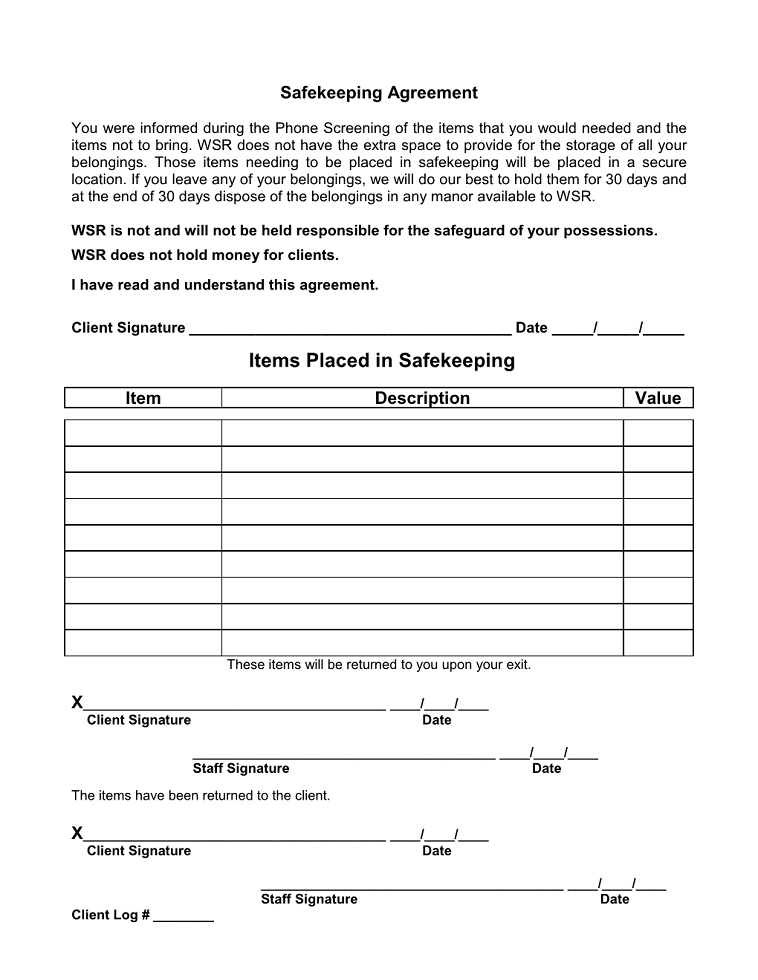 Safekeeping Agreement
You were informed during the Phone Screening of the items that you would needed and the
items not to bring. WSR does not have the extra space to provide for the storage of all your
belongings. Those items needing to be placed in safekeeping will be placed in a secure
location. If you leave any of your belongings, we will do our best to hold them for 30 days and
at the end of 30 days dispose of the belongings in any manor available to WSR.
WSR is not and will not be held responsible for the safeguard of your possessions.
WSR does not hold money for clients.
I have read and understand this agreement.
Client Signature ________________________________________ Date _____/_____/_____
Items Placed in Safekeeping
Item Description Value
These items will be returned to you upon your exit.
X________________________________________ ____/____/____
Client Signature Date
________________________________________ ____/____/____
Staff Signature Date
The items have been returned to the client.
X________________________________________ ____/____/____
Client Signature Date
________________________________________ ____/____/____
Staff Signature Date
Client Log # ________